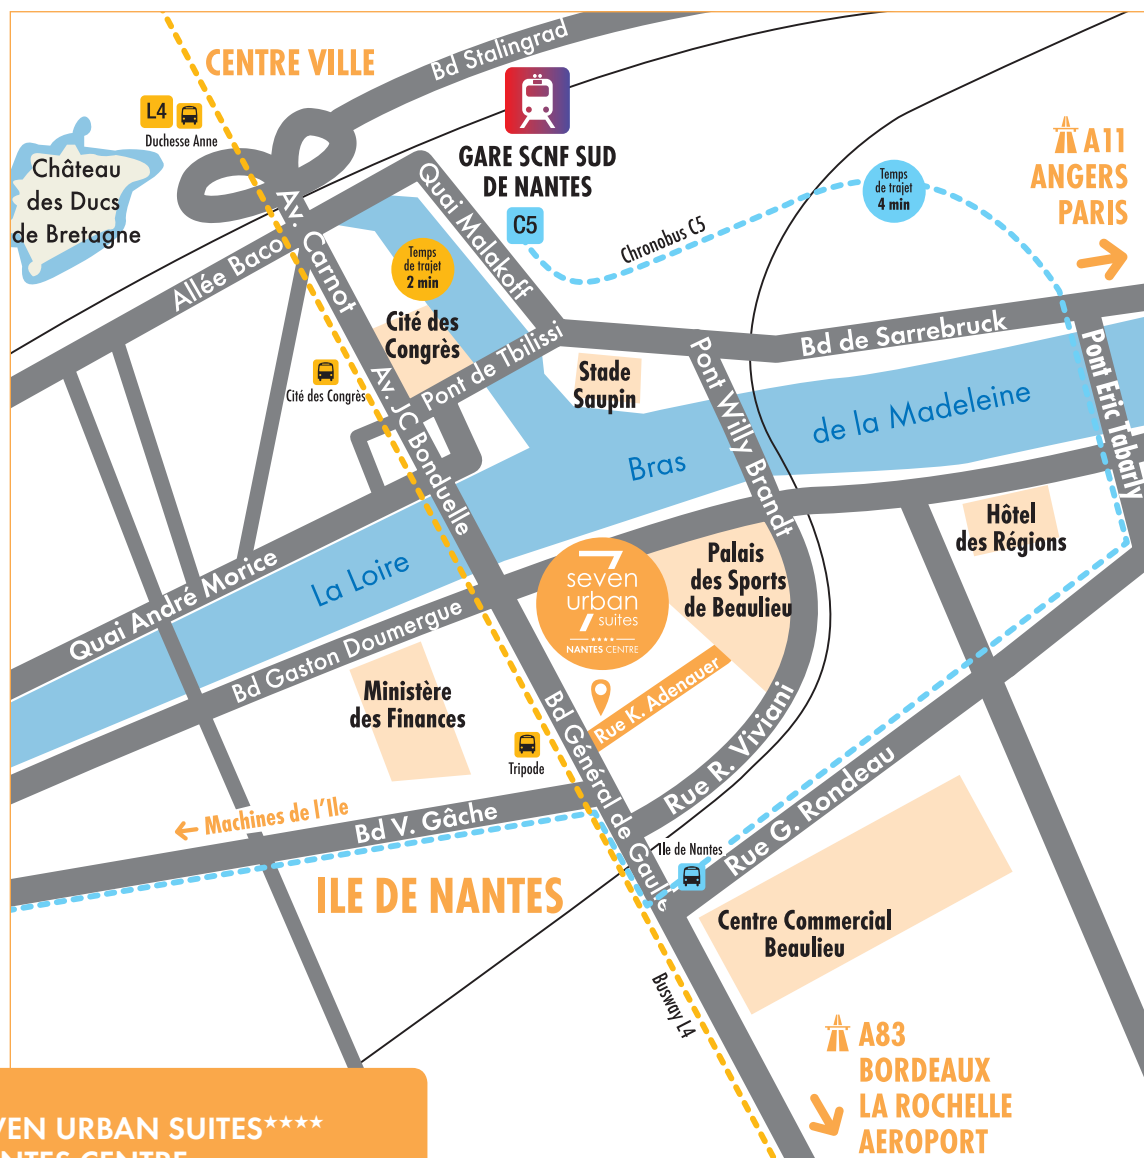 CENTRE VILLE
Bd Stalingrad
L4
Duchesse Anne
Château
des Ducs
de Bretagne
GARE SCNF SUD
DE NANTES
C5
Chronobus C5
Temps
de trajet
4 min
A11
ANGERS
PARIS
Av. Carnot
Allée Baco
Quai Malakoff
Temps
de trajet
2 min
Cité des
Congrès
Pont de Tbilissi
Cité des Congrès
Av. JC Bonduelle
Stade
Saupin
Bd de Sarrebruck
Pont Willy Brandt
Pont Eric Tabarly
Bras
de la Madeleine
La Loire
Quai André Morice
Bd Gaston Doumergue
Hôtel
des Régions
Palais
des Sports
de Beaulieu
7
seven
urban
7 suites
★★★★
NANTES CENTRE
Ministère
des Finances
Rue K. Adenauer
Tripode
Bd Général de Gaulle
Rue R. Viviani
Machines de l'Ile
Bd V. Gâche
Ile de Nantes
Rue G. Rondeau
ILE DE NANTES
Centre Commercial
Beaulieu
Busway L4
A83
BORDEAUX
LA ROCHELLE
AEROPORT
VEN URBAN SUITES★★★★
NTES CENTRE